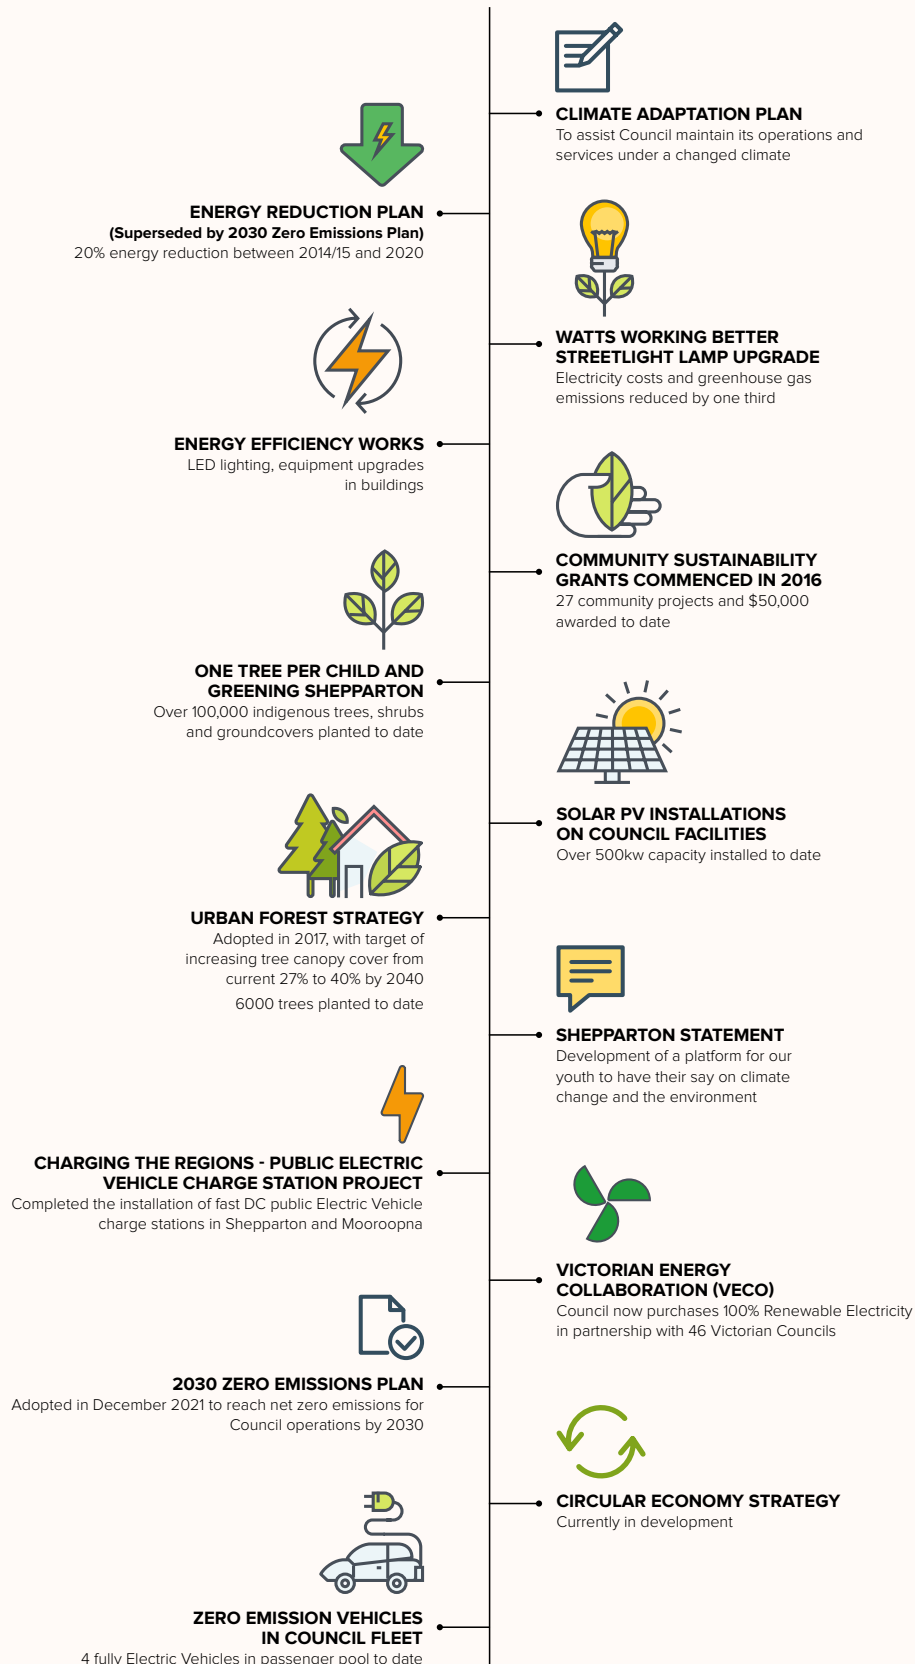 CLIMATE ADAPTATION PLAN
To assist Council maintain its operations and
services under a changed climate
ENERGY REDUCTION PLAN
(Superseded by 2030 Zero Emissions Plan)
20% energy reduction between 2014/15 and 2020
WATTS WORKING BETTER
STREETLIGHT LAMP UPGRADE
Electricity costs and greenhouse gas
emissions reduced by one third
ENERGY EFFICIENCY WORKS
LED lighting, equipment upgrades
in buildings
COMMUNITY SUSTAINABILITY
GRANTS COMMENCED IN 2016
27 community projects and $50,000
awarded to date
ONE TREE PER CHILD AND
GREENING SHEPPARTON
Over 100,000 indigenous trees, shrubs
and groundcovers planted to date
SOLAR PV INSTALLATIONS
ON COUNCIL FACILITIES
Over 500kw capacity installed to date
URBAN FOREST STRATEGY
Adopted in 2017, with target of
increasing tree canopy cover from
current 27% to 40% by 2040
6000 trees planted to date
SHEPPARTON STATEMENT
Development of a platform for our
youth to have their say on climate
change and the environment
CHARGING THE REGIONS - PUBLIC ELECTRIC
VEHICLE CHARGE STATION PROJECT
Completed the installation of fast DC public Electric Vehicle
charge stations in Shepparton and Mooroopna
VICTORIAN ENERGY
COLLABORATION (VECO)
Council now purchases 100% Renewable Electricity
in partnership with 46 Victorian Councils
2030 ZERO EMISSIONS PLAN
Adopted in December 2021 to reach net zero emissions for
Council operations by 2030
CIRCULAR ECONOMY STRATEGY
Currently in development
ZERO EMISSION VEHICLES
IN COUNCIL FLEET
4 fully Electric Vehicles in passenger pool to date